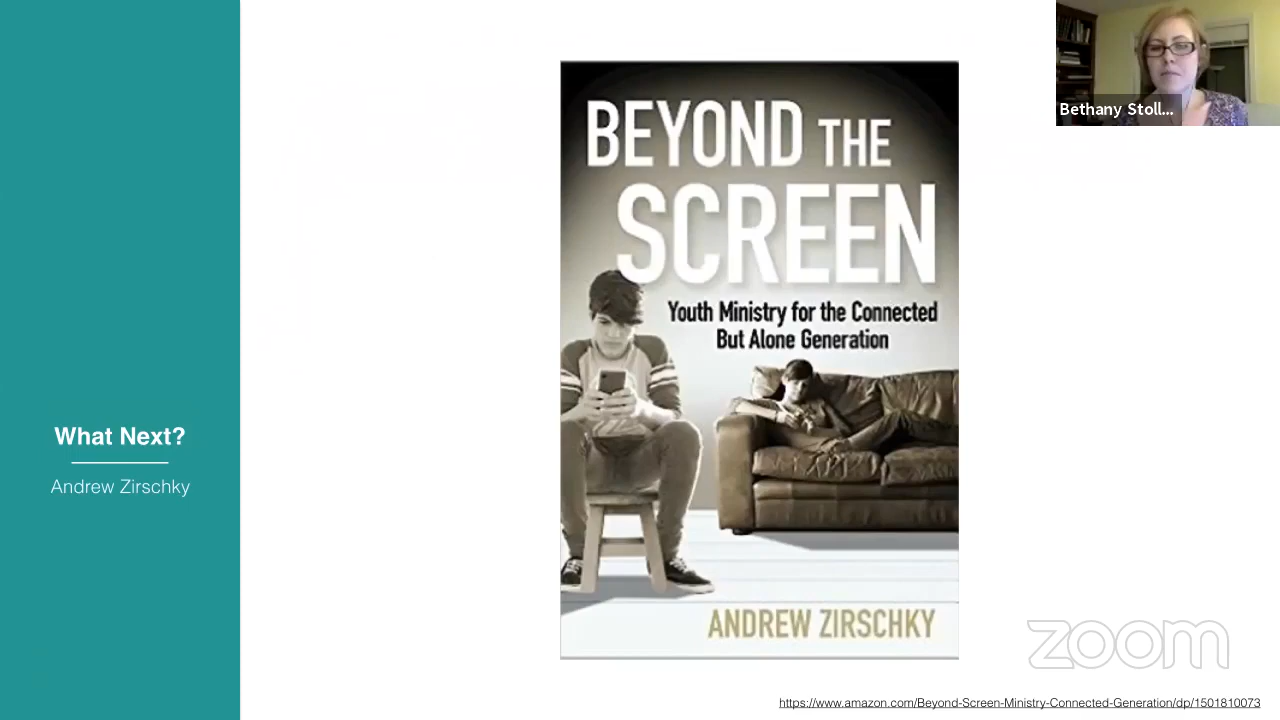 What Next?
Andrew Zirschky
BEYOND THE
SCREEN
Youth Ministry for the Connected
But Alone Generation
ANDREW ZIRSCHKY
Bethany Stoll...
zoom
https://www.amazon.com/Beyond-Screen-Ministry-Connected-Generation/dp/1501810073